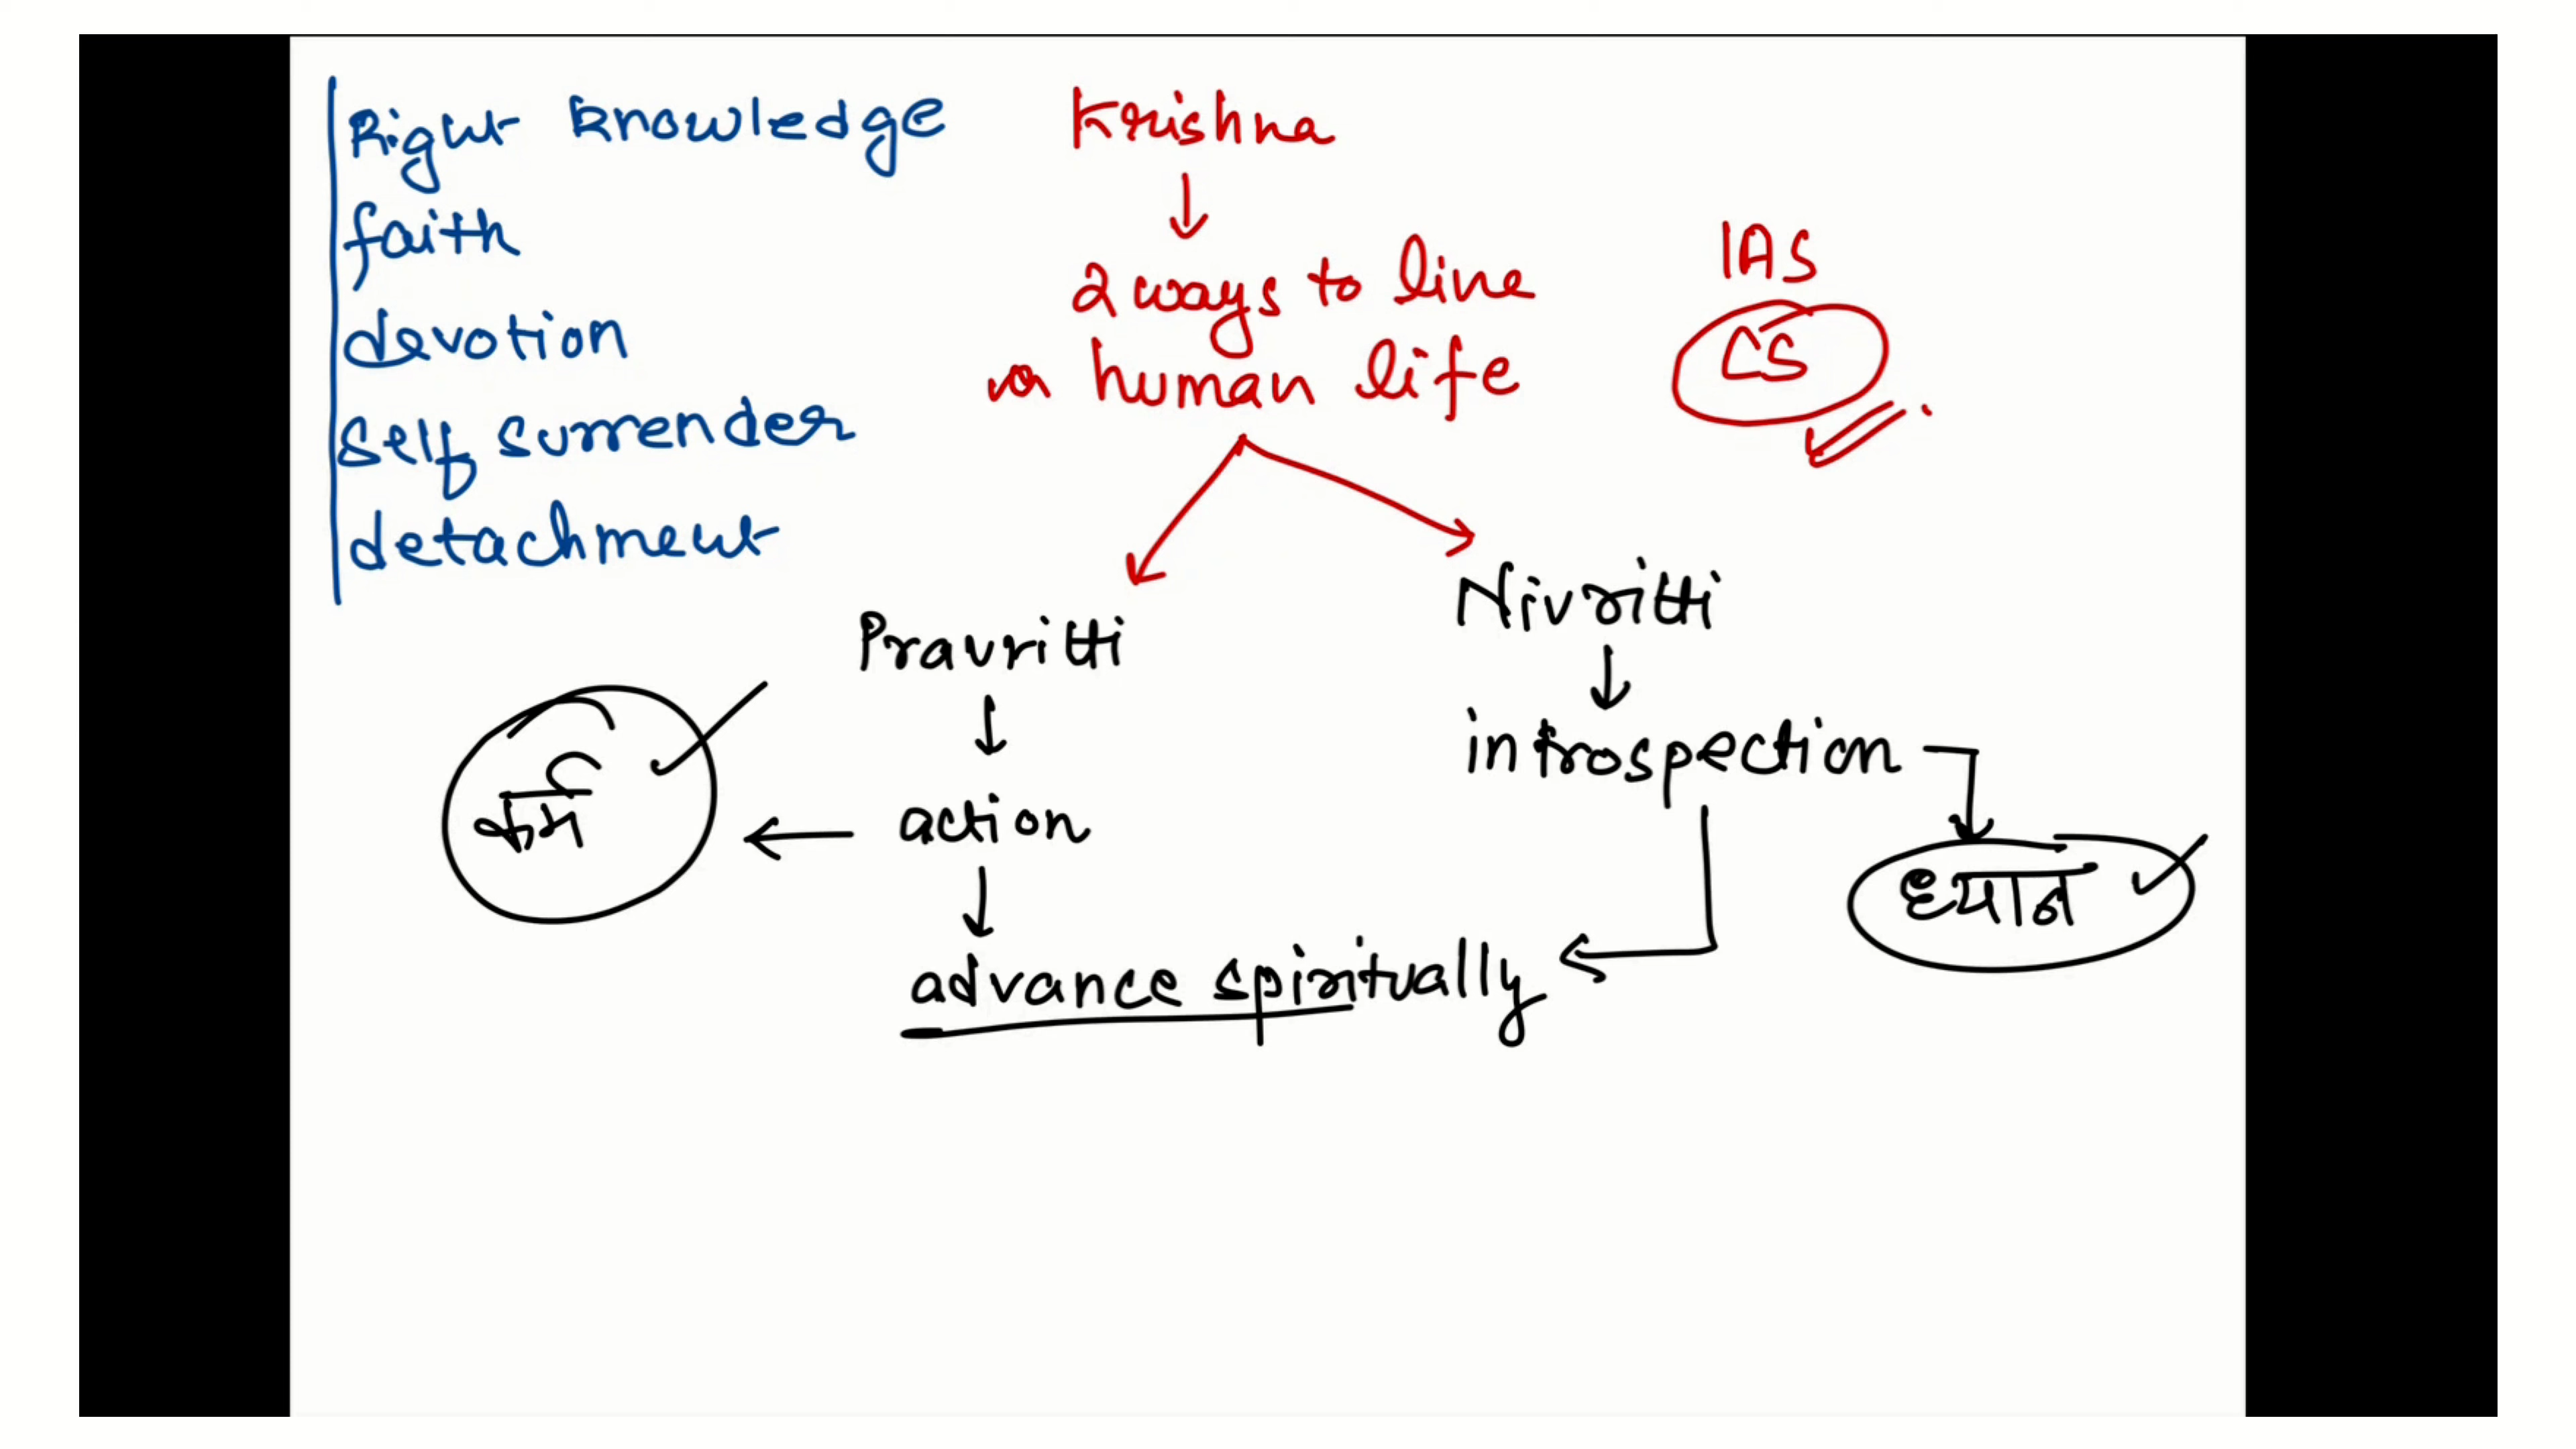 Right knowledge
faith
devotion
self surrender
detachment
Krishna
2 ways to live
human life
IAS
CS
Pravritti
Nivritti
action
introspection
कर्म
ध्यान
advance spiritually